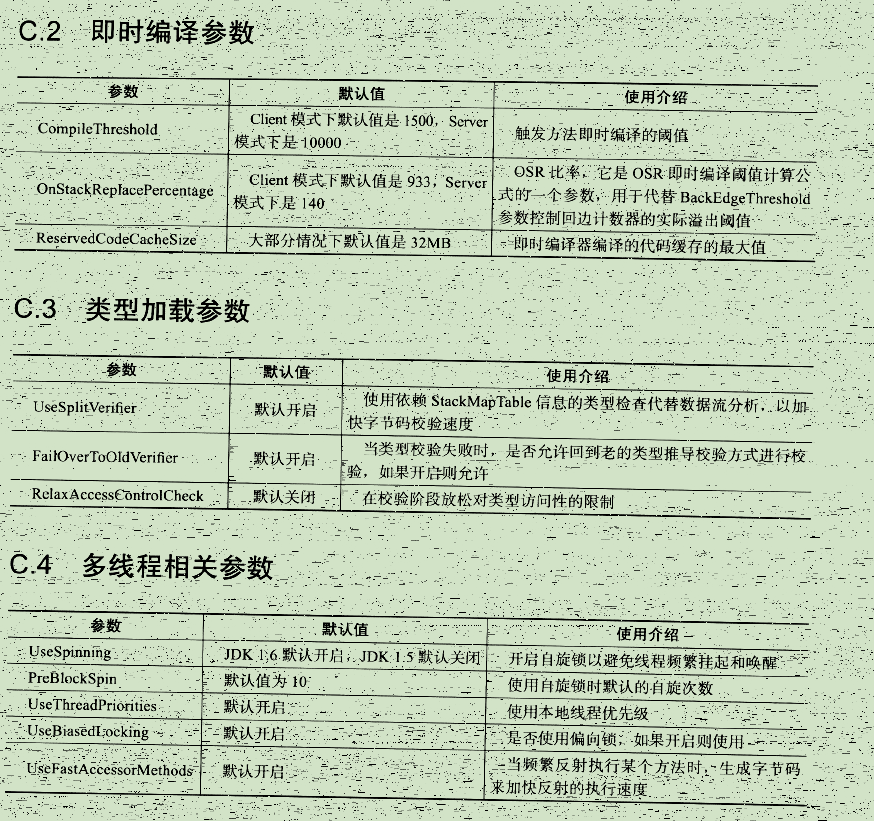 C.2 即时编译参数
参数 默认值 使用介绍
CompileThreshold Client 模式下默认值是 1500，Server 模式下是 10000 触发方法即时编译的阈值
OnStackReplacePercentage Client 模式下默认值是 933，Server 模式下是 140 OSR 比率，它是 OSR 即时编译阈值计算公
式的一个参数，用于代替 BackEdgeThreshold
参数控制回边计数器的实际溢出阈值
ReservedCodeCacheSize 大部分情况下默认值是 32MB 即时编译器编译的代码缓存的最大值
C.3 类型加载参数
参数 默认值 使用介绍
UseSplitVerifier 默认开启 使用依赖 StackMapTable 信息的类型检查代替数据流分析，以加
快字节码校验速度
FailOverToOldVerifier 默认开启 当类型校验失败时，是否允许回到老的类型推导校验方式进行校
验，如果开启则允许
RelaxAccessControlCheck 默认关闭 在校验阶段放松对类型访问性的限制
C.4 多线程相关参数
参数 默认值 使用介绍
UseSpinning JDK 1.6 默认开启，JDK 1.5 默认关闭 开启自旋锁以避免线程频繁挂起和唤醒
PreBlockSpin 默认值为 10 使用自旋锁时默认的自旋次数
UseThreadPriorities 默认开启 使用本地线程优先级
UseBiasedLocking 默认开启 是否使用偏向锁，如果开启则使用
UseFastAccessorMethods 默认开启 当频繁反射执行某个方法时，生成字节码
来加快反射的执行速度